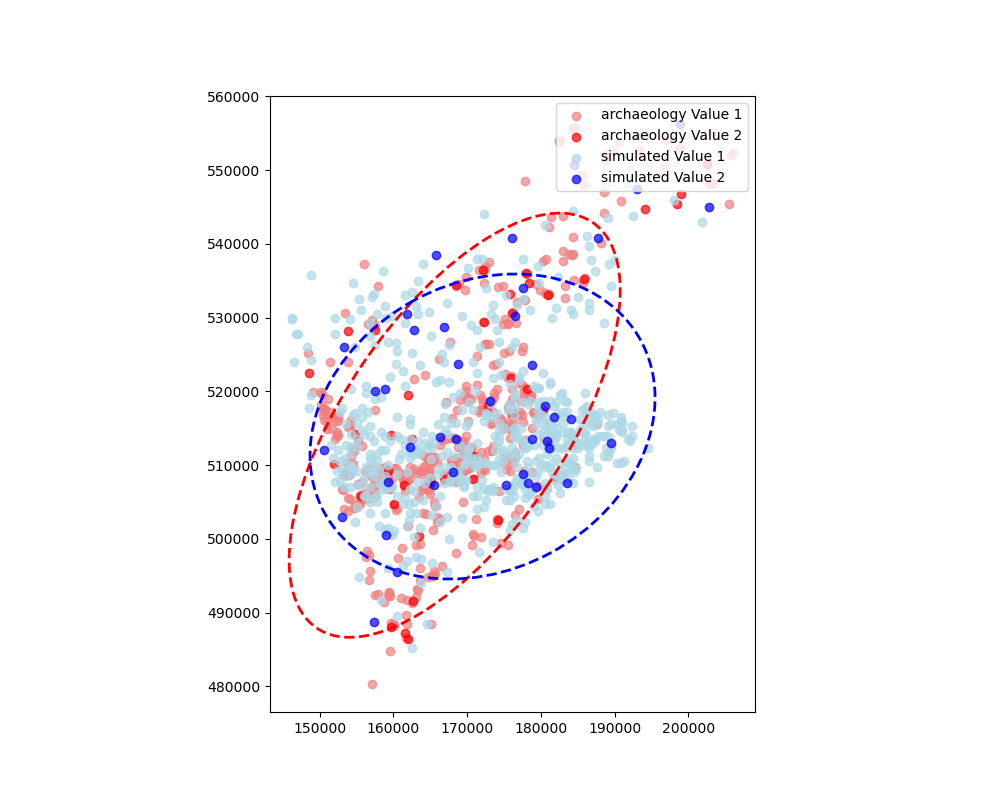 560000
550000
540000
530000
520000
510000
500000
490000
480000
150000 160000 170000 180000 190000 200000
archaeology Value 1
archaeology Value 2
simulated Value 1
simulated Value 2